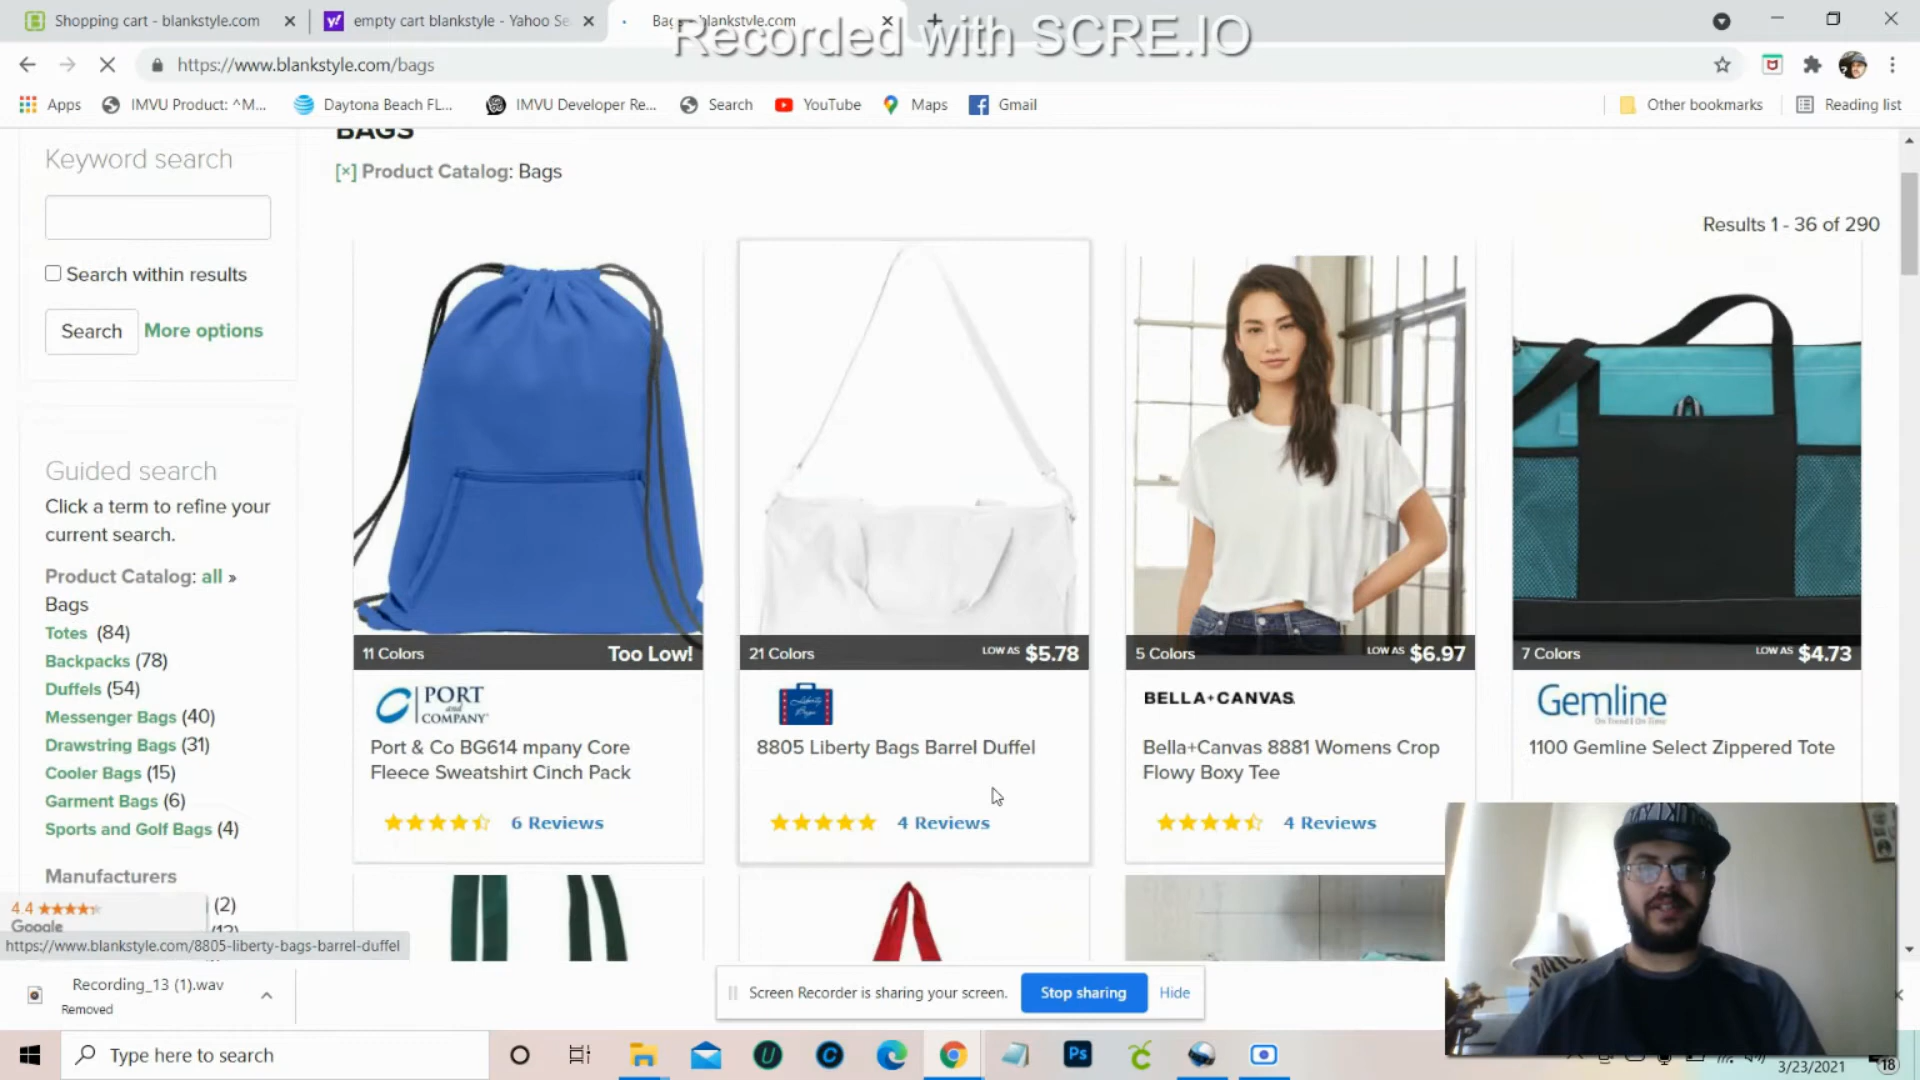 Shopping cart - blankstyle.com
empty cart blankstyle - Yahoo Se
Bags - blankstyle.com
Recorded with SCRE.IO
https://www.blankstyle.com/bags
Apps
IMVU Product: ^M...
Daytona Beach FL...
IMVU Developer Re...
Search
YouTube
Maps
Gmail
Other bookmarks
Reading list
BAGS
[×] Product Catalog: Bags
Results 1 - 36 of 290
Keyword search
Search within results
Search
More options
Guided search
Click a term to refine your
current search.
Product Catalog: all »
Bags
Totes (84)
Backpacks (78)
Duffels (54)
Messenger Bags (40)
Drawstring Bags (31)
Cooler Bags (15)
Garment Bags (6)
Sports and Golf Bags (4)
Manufacturers
(2)
11 Colors Too Low!
PORT
and
COMPANY
Port & Co BG614 mpany Core
Fleece Sweatshirt Cinch Pack
6 Reviews
21 Colors LOW AS $5.78
Liberty
Bags
8805 Liberty Bags Barrel Duffel
4 Reviews
5 Colors LOW AS $6.97
BELLA+CANVAS.
Bella+Canvas 8881 Womens Crop
Flowy Boxy Tee
4 Reviews
7 Colors LOW AS $4.73
Gemline
On Trend | On Time
1100 Gemline Select Zippered Tote
4.4
Google
https://www.blankstyle.com/8805-liberty-bags-barrel-duffel
Recording_13 (1).wav
Removed
Screen Recorder is sharing your screen.
Stop sharing
Hide
Type here to search
Ps
3/23/2021
18